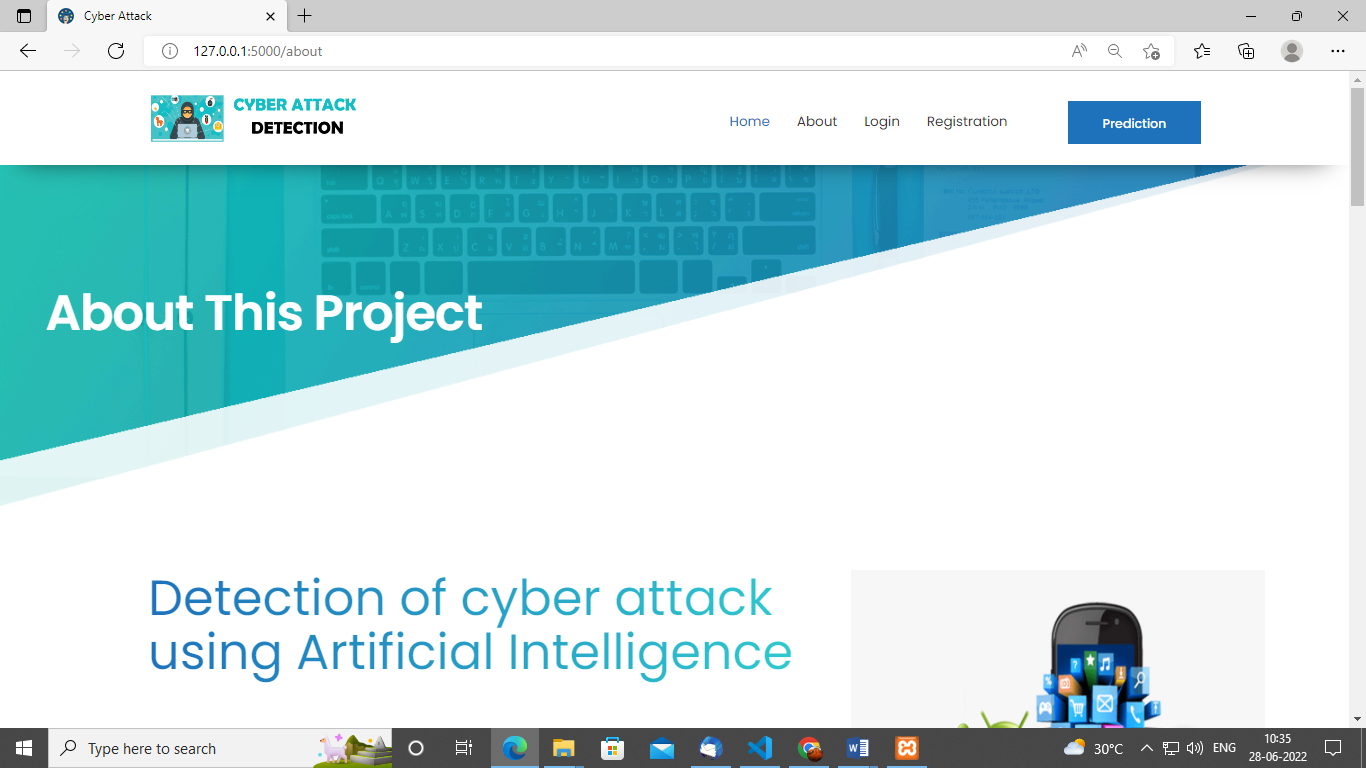 Cyber Attack
127.0.0.1:5000/about
CYBER ATTACK
DETECTION
Home About Login Registration Prediction
About This Project
Detection of cyber attack
using Artificial Intelligence
Type here to search
30°C ENG
10:35
28-06-2022